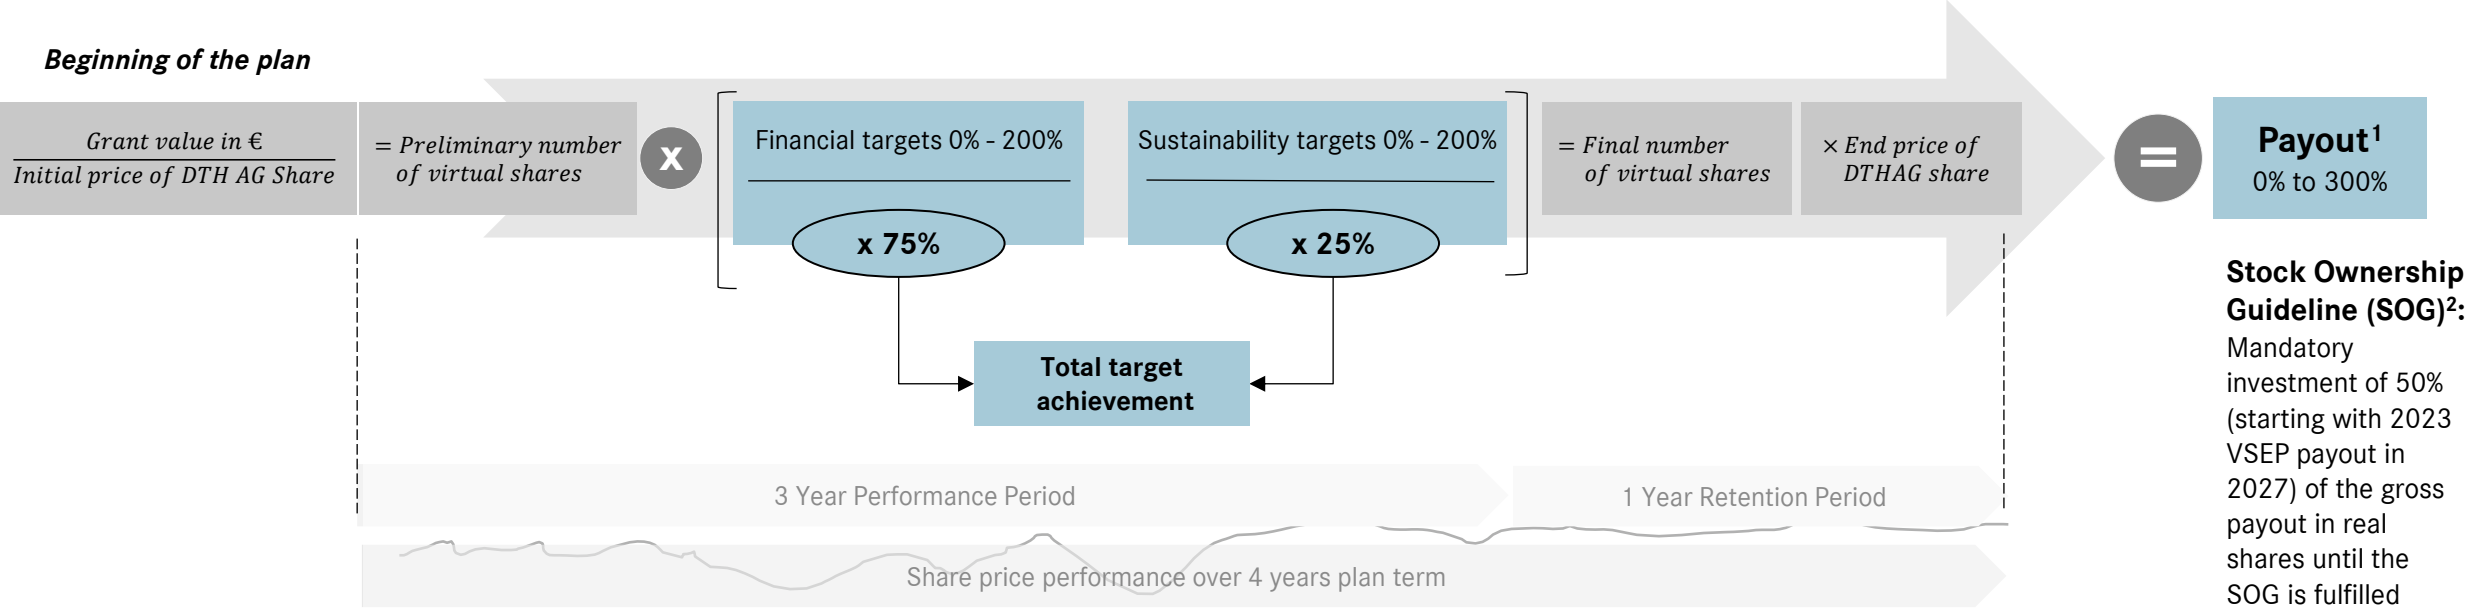 Beginning of the plan
Grant value in €
Initial price of DTH AG Share
= Preliminary number
of virtual shares
x
Financial targets 0% - 200%
x 75%
Sustainability targets 0% - 200%
x 25%
Total target
achievement
= Final number
of virtual shares
× End price of
DTHAG share
=
Payout¹
0% to 300%
Stock Ownership
Guideline (SOG)²:
Mandatory
investment of 50%
(starting with 2023
VSEP payout in
2027) of the gross
payout in real
shares until the
SOG is fulfilled
3 Year Performance Period
1 Year Retention Period
Share price performance over 4 years plan term